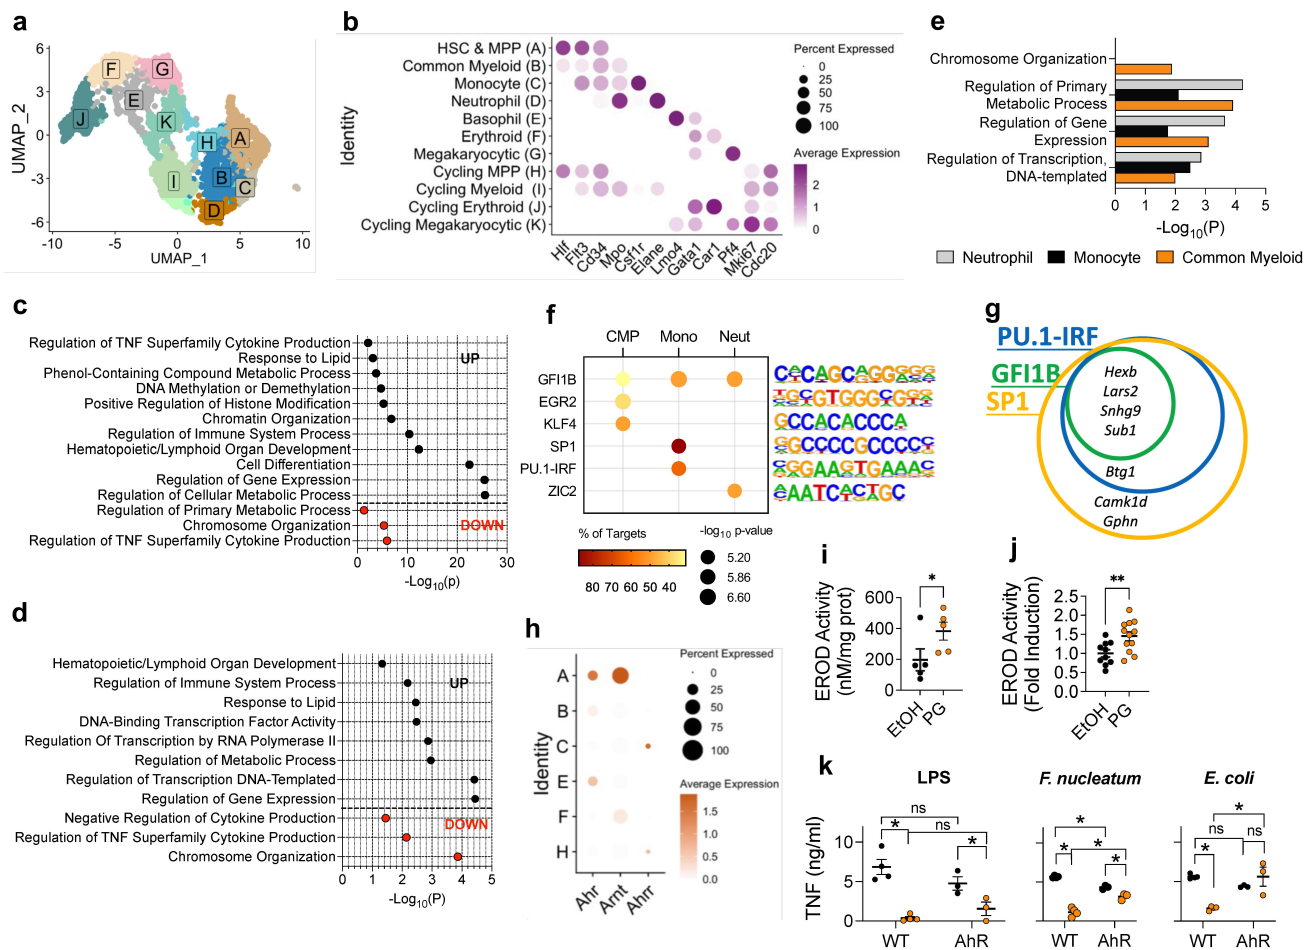 a
UMAP_2
6
3
0
-3
-6
F
G
E
J
K
H
A
B
C
I
D
-10
-5
0
5
10
UMAP_1
b
Identity
HSC & MPP (A)
Common Myeloid (B)
Monocyte (C)
Neutrophil (D)
Basophil (E)
Erythroid (F)
Megakaryocytic (G)
Cycling MPP (H)
Cycling Myeloid (I)
Cycling Erythroid (J)
Cycling Megakaryocytic (K)
Hlf
Flt3
Cd34
Mpo
Csf1r
Elane
Lmo4
Gata1
Car1
Pf4
Mki67
Cdc20
Percent Expressed
0
25
50
75
100
Average Expression
2
1
0
e
Chromosome Organization
Regulation of Primary
Metabolic Process
Regulation of Gene
Expression
Regulation of Transcription,
DNA-templated
0 1 2 3 4 5
-Log10(P)
Neutrophil
Monocyte
Common Myeloid
c
Regulation of TNF Superfamily Cytokine Production
Response to Lipid
Phenol-Containing Compound Metabolic Process
DNA Methylation or Demethylation
Positive Regulation of Histone Modification
Chromatin Organization
Regulation of Immune System Process
Hematopoietic/Lymphoid Organ Development
Cell Differentiation
Regulation of Gene Expression
Regulation of Cellular Metabolic Process
Regulation of Primary Metabolic Process
Chromosome Organization
Regulation of TNF Superfamily Cytokine Production
UP
DOWN
0 10 20 30
-Log10(p)
f
CMP Mono Neut
GFI1B
EGR2
KLF4
SP1
PU.1-IRF
ZIC2
% of Targets
80 70 60 50 40
-log10 p-value
5.20
5.86
6.60
g
PU.1-IRF
GFI1B
SP1
Hexb
Lars2
Snhg9
Sub1
Btg1
Camk1d
Gphn
d
Hematopoietic/Lymphoid Organ Development
Regulation of Immune System Process
Response to Lipid
DNA-Binding Transcription Factor Activity
Regulation Of Transcription by RNA Polymerase II
Regulation of Metabolic Process
Regulation of Transcription DNA-Templated
Regulation of Gene Expression
Negative Regulation of Cytokine Production
Regulation of TNF Superfamily Cytokine Production
Chromosome Organization
UP
DOWN
0 1 2 3 4 5
-Log10(P)
h
Identity
A
B
C
E
F
H
Ahr
Arnt
Ahrr
Percent Expressed
0
25
50
75
100
Average Expression
1.5
1.0
0.5
0.0
i
EROD Activity
(nM/mg prot)
600
400
200
0
*
EtOH
PG
j
EROD Activity
(Fold Induction)
2.5
2.0
1.5
1.0
0.5
0.0
**
EtOH
PG
k
LPS
F. nucleatum
E. coli
TNF (ng/ml)
10
5
0
ns
* ns
*
*
* *
*
*
ns ns
*
WT AhR
WT AhR
WT AhR